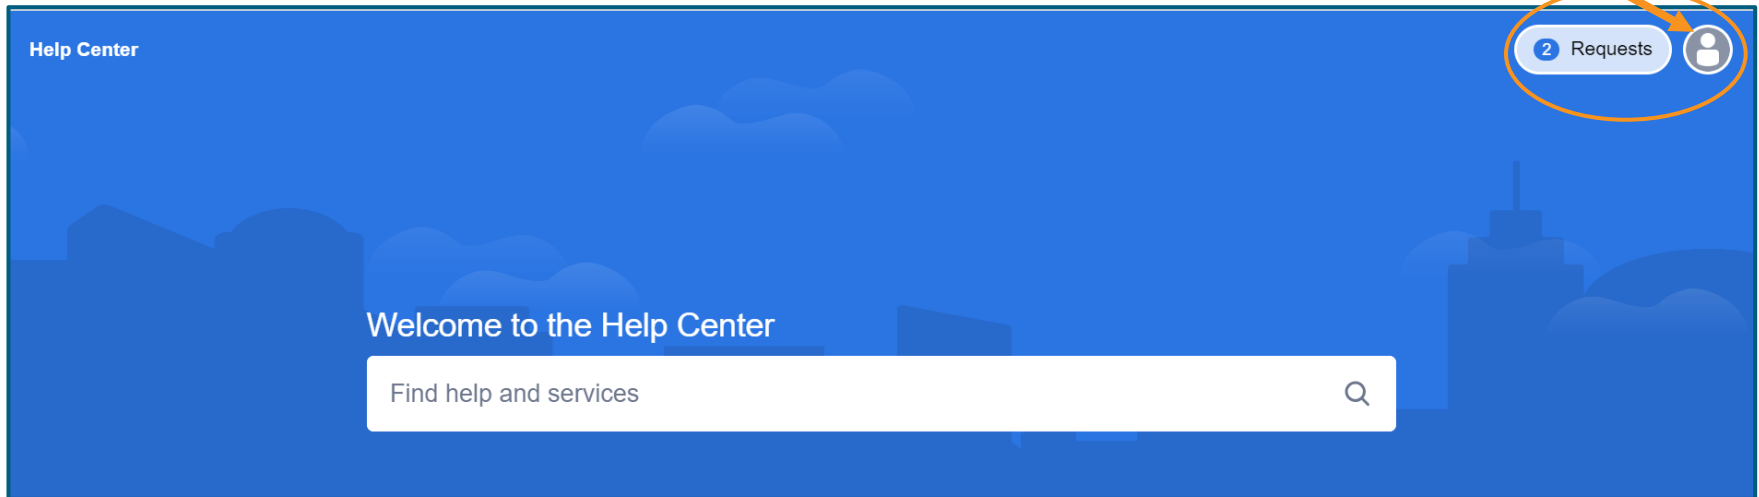 Help Center
2 Requests
Welcome to the Help Center
Find help and services